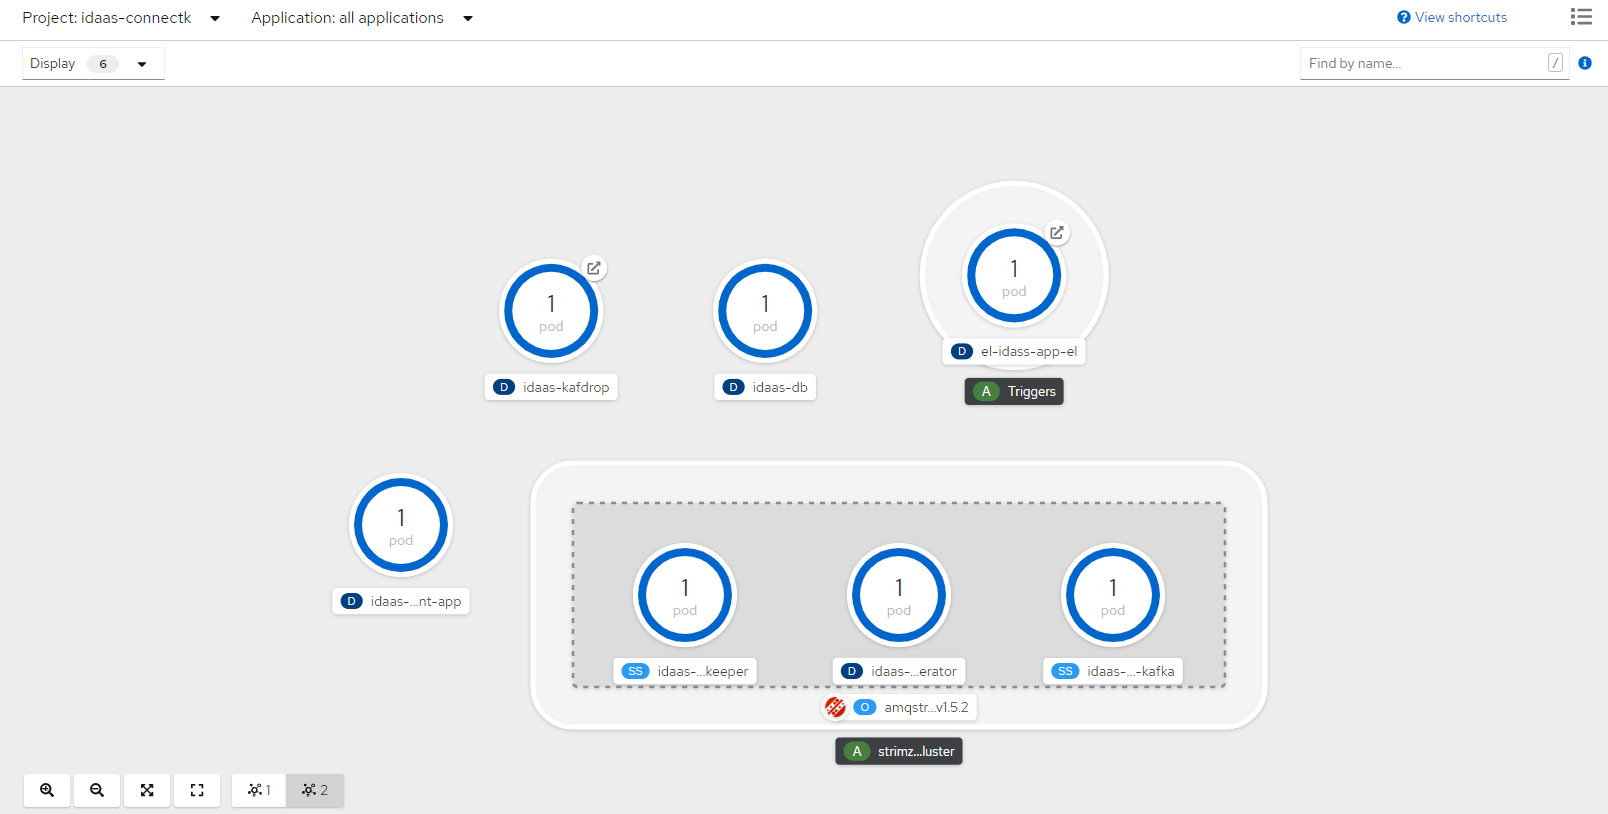 Project: idaas-connectk
Application: all applications
View shortcuts
Display 6
Find by name...
/
1
pod
D idaas-kafdrop
1
pod
D idaas-db
1
pod
D el-idass-app-el
A Triggers
1
pod
D idaas-...nt-app
1
pod
SS idaas-...keeper
1
pod
D idaas-...erator
1
pod
SS idaas-...-kafka
O amqstr...v1.5.2
A strimz...luster
1
2